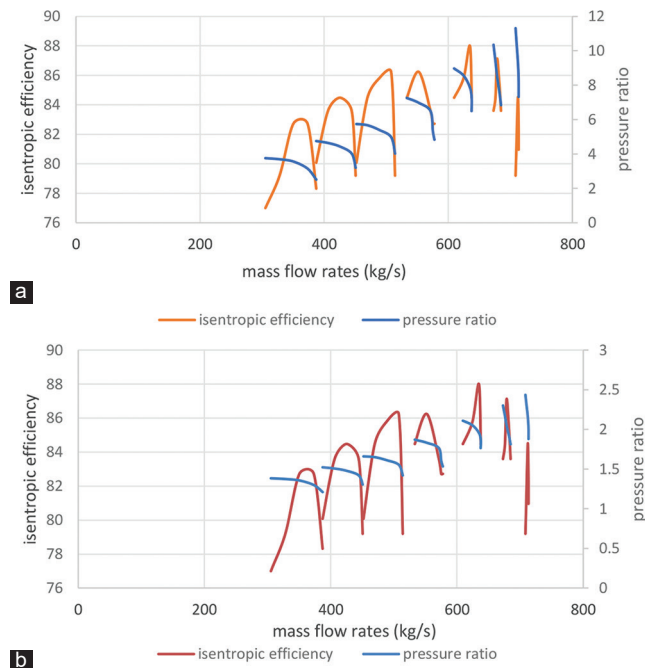 90
88
86
84
82
80
78
76
isentropic efficiency
12
10
8
6
4
2
0
pressure ratio
0 200 400 600 800
mass flow rates (kg/s)
a
isentropic efficiency pressure ratio
90
88
86
84
82
80
78
76
isentropic efficiency
3
2.5
2
1.5
1
0.5
0
pressure ratio
0 200 400 600 800
mass flow rates (kg/s)
b
isentropic efficiency pressure ratio